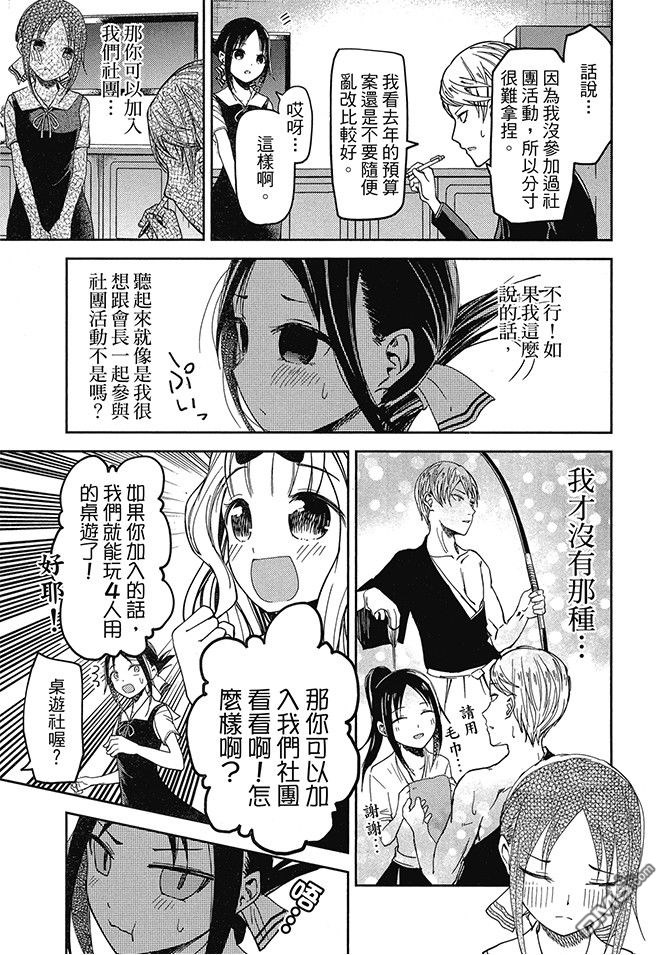 話說…
因為我沒參加過社
團活動，所以分寸
很難拿捏。
我看去年的預算
案還是不要隨便
亂改比較好。
哎呀…
這樣啊。
那你可以加入
我們社團…
不行！如
果我這麼
說的話，
聽起來就像是我很
想跟會長一起參與
社團活動不是嗎？
ぷいっ
我才沒有那種…
請用
毛巾…
謝謝…
如果你加入的話，
我們就能玩4人用
的桌遊了！
好耶！
那你可以加
入我們社團
看看啊！怎
麼樣啊？
桌遊社喔？
唔…